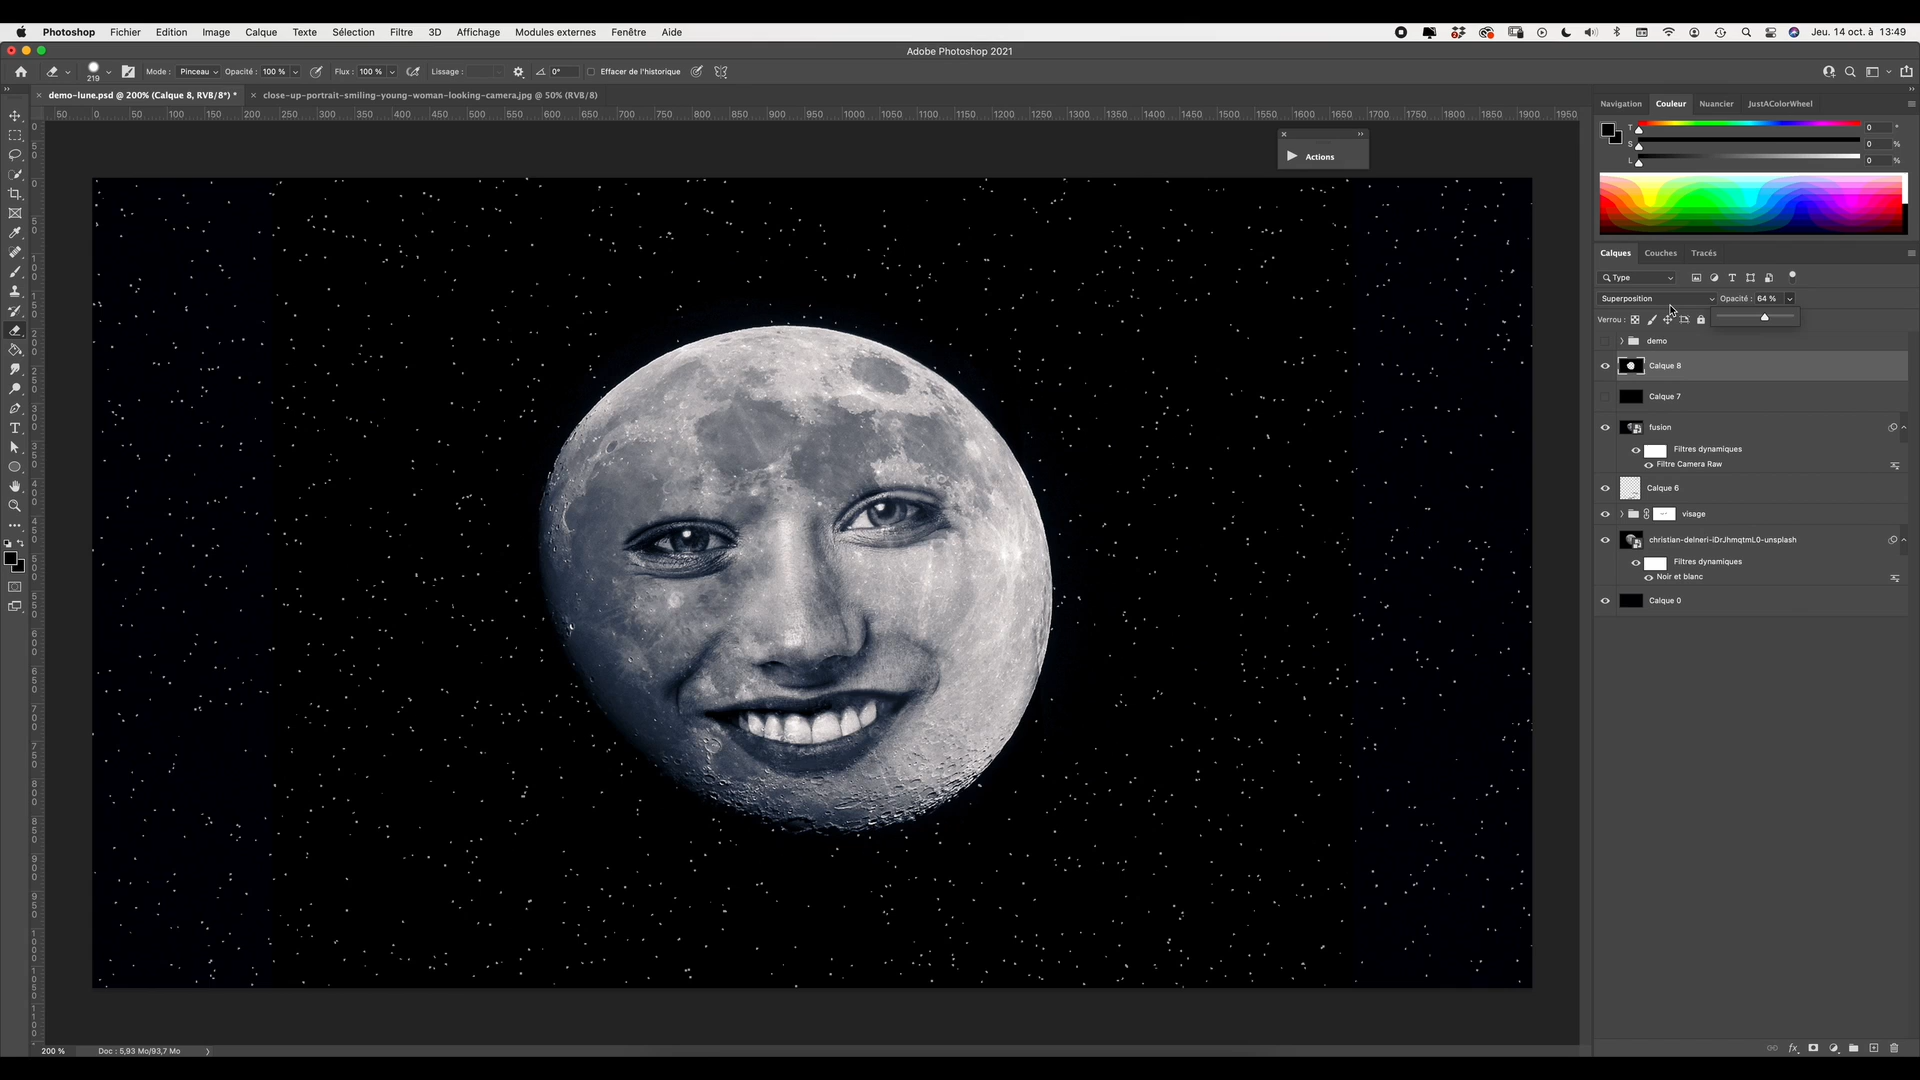 Photoshop Fichier Edition Image Calque Texte Sélection Filtre 3D Affichage Modules externes Fenêtre Aide Jeu. 14 oct. à 13:49
Adobe Photoshop 2021
219 Mode : Pinceau Opacité : 100 % Flux : 100 % Lissage : 0° Effacer de l'historique
demo-lune.psd @ 200% (Calque 8, RVB/8*) * close-up-portrait-smiling-young-woman-looking-camera.jpg @ 50% (RVB/8)
50 0 50 100 150 200 250 300 350 400 450 500 550 600 650 700 750 800 850 900 950 1000 1050 1100 1150 1200 1250 1300 1350 1400 1450 1500 1550 1600 1650 1700 1750 1800 1850 1900 1950
Actions
Navigation Couleur Nuancier JustAColorWheel
T 0 °
S 0 %
L 0 %
Calques Couches Tracés
Type
Superposition Opacité : 64 %
Verrou :
demo
Calque 8
Calque 7
fusion
Filtres dynamiques
Filtre Camera Raw
Calque 6
visage
christian-delneri-iDrJhmqtmL0-unsplash
Filtres dynamiques
Noir et blanc
Calque 0
200 % Doc : 5,93 Mo/93,7 Mo
fx